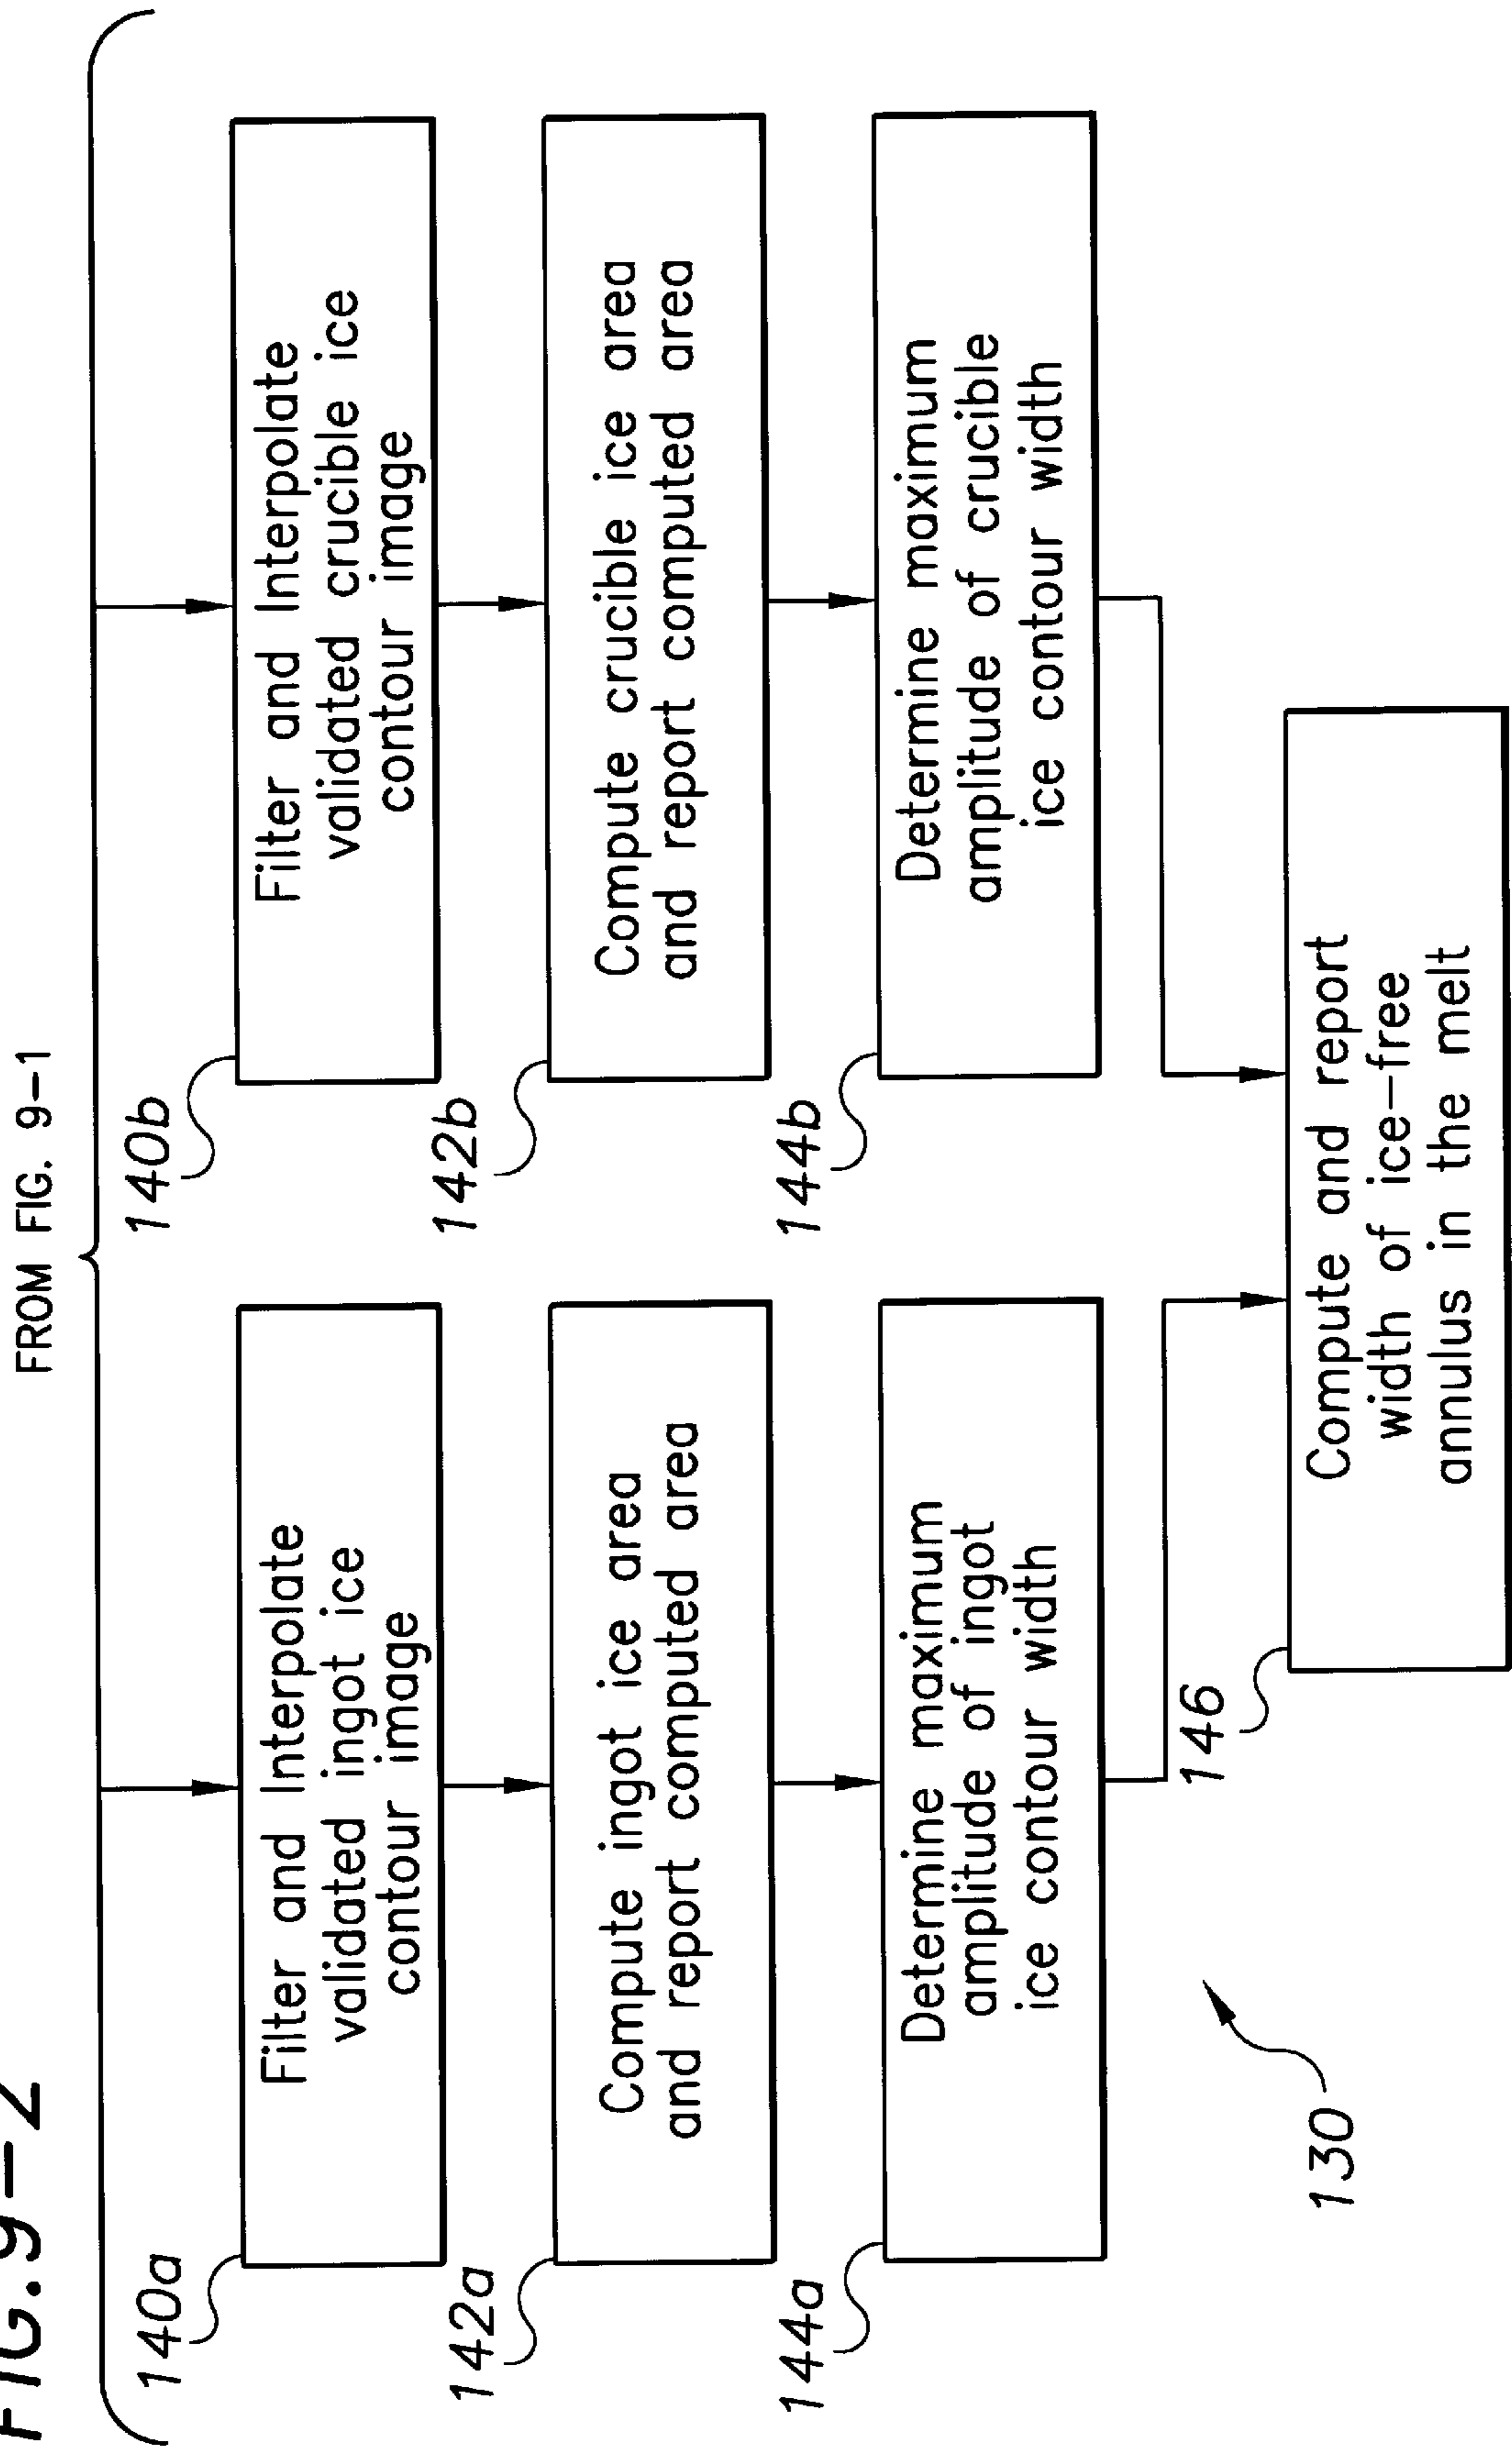 FIG.9-2
FROM FIG. 9-1
140a
Filter and Interpolate
validated ingot ice
contour image
140b
Filter and Interpolate
validated crucible ice
contour image
142a
Compute ingot ice area
and report computed area
142b
Compute crucible ice area
and report computed area
144a
Determine maximum
amplitude of ingot
ice contour width
144b
Determine maximum
amplitude of crucible
ice contour width
130
146
Compute and report
width of ice-free
annulus in the melt